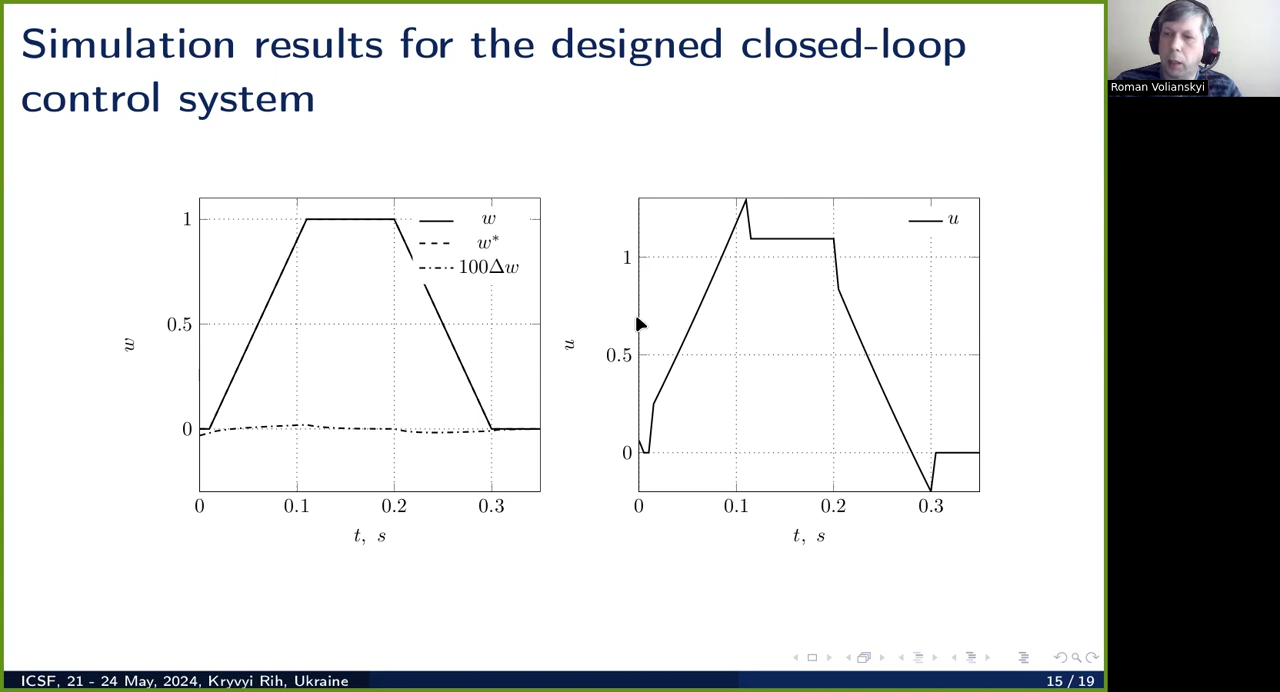 Simulation results for the designed closed-loop
control system
Roman Volianskyi
w
w*
100Δw
1
0.5
0
w
0
0.1
0.2
0.3
t, s
u
1
0.5
0
u
0
0.1
0.2
0.3
t, s
ICSF, 21 - 24 May, 2024, Kryvyi Rih, Ukraine
15 / 19